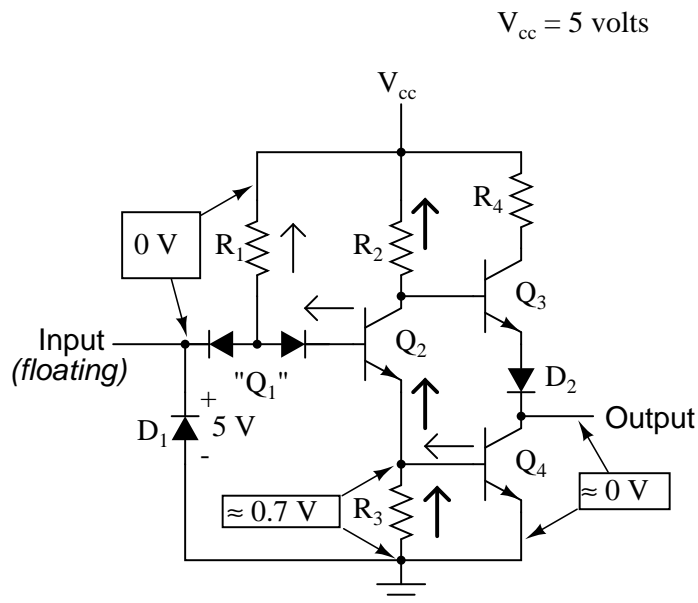 V_cc = 5 volts
V_cc
R_4
0 V
R_1
R_2
Q_3
Input
(floating)
"Q_1"
Q_2
D_2
+
D_1
5 V
-
Output
Q_4
≈ 0.7 V
R_3
≈ 0 V